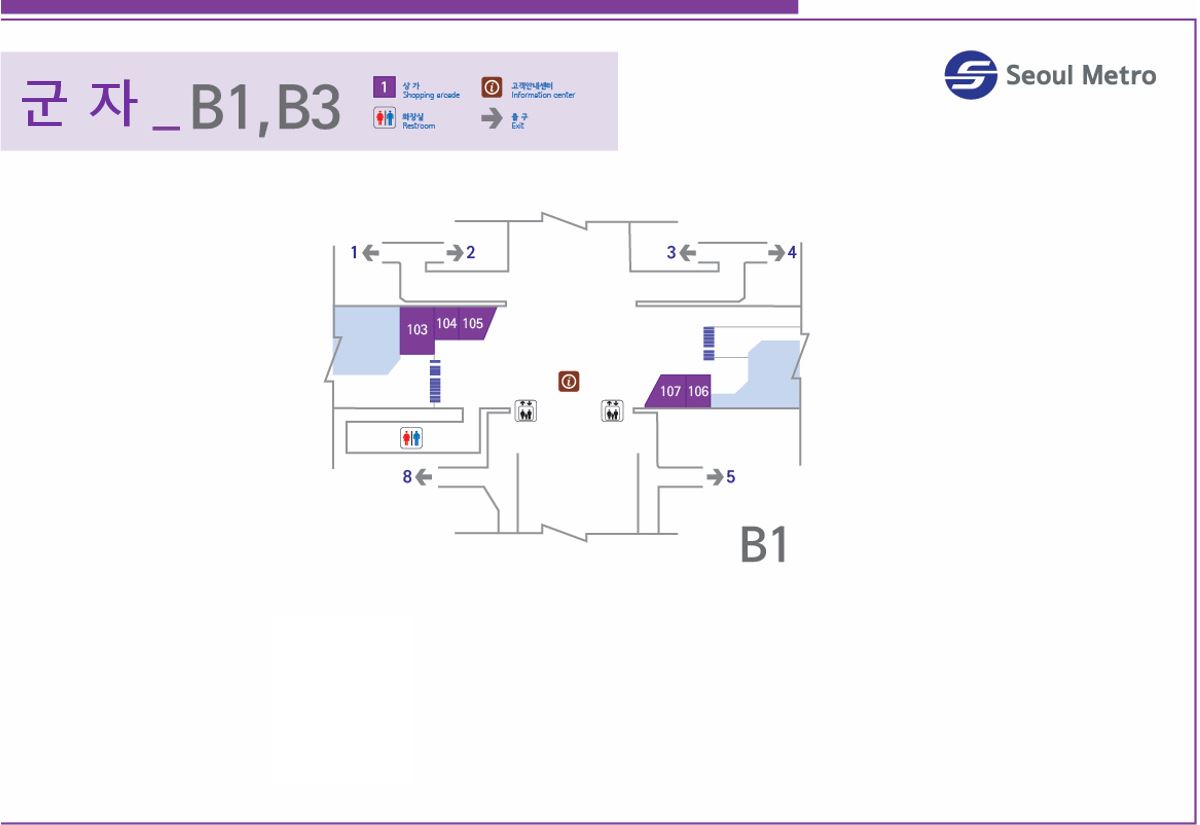 군 자 _ B1,B3
1 상 가
Shopping arcade
고객안내센터
Information center
화장실
Restroom
출 구
Exit
Seoul Metro
1 2 3 4
103 104 105
107 106
8 5
B1